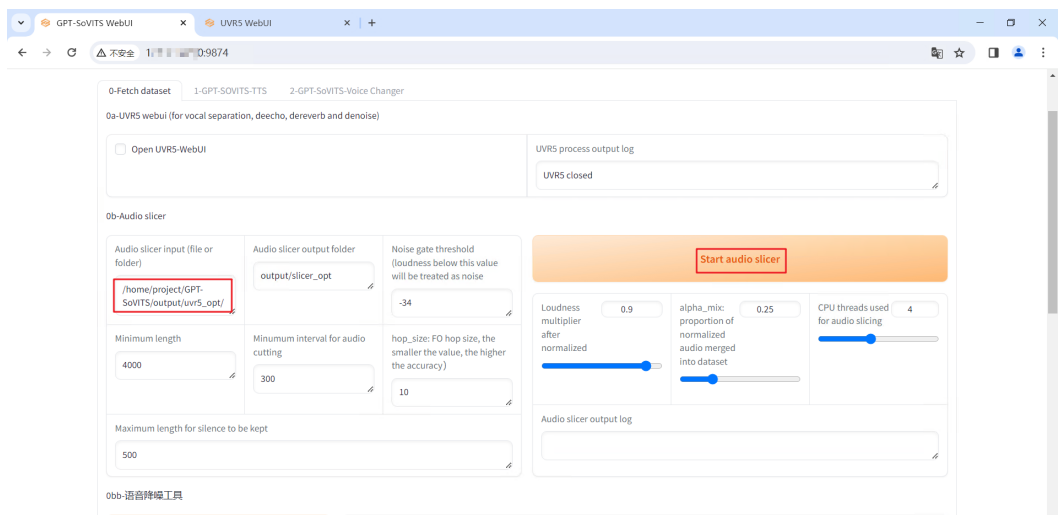 GPT-SoVITS WebUI
UVR5 WebUI
不安全
:9874
0-Fetch dataset
1-GPT-SOVITS-TTS
2-GPT-SoVITS-Voice Changer
0a-UVR5 webui (for vocal separation, deecho, dereverb and denoise)
Open UVR5-WebUI
UVR5 process output log
UVR5 closed
0b-Audio slicer
Audio slicer input (file or
folder)
/home/project/GPT-
SoVITS/output/uvr5_opt/
Audio slicer output folder
output/slicer_opt
Noise gate threshold
(loudness below this value
will be treated as noise
-34
Minimum length
4000
Minumum interval for audio
cutting
300
hop_size: FO hop size, the
smaller the value, the higher
the accuracy)
10
Maximum length for silence to be kept
500
Start audio slicer
Loudness
multiplier
after
normalized
0.9
alpha_mix:
proportion of
normalized
audio merged
into dataset
0.25
CPU threads used
for audio slicing
4
Audio slicer output log
0bb-语音降噪工具